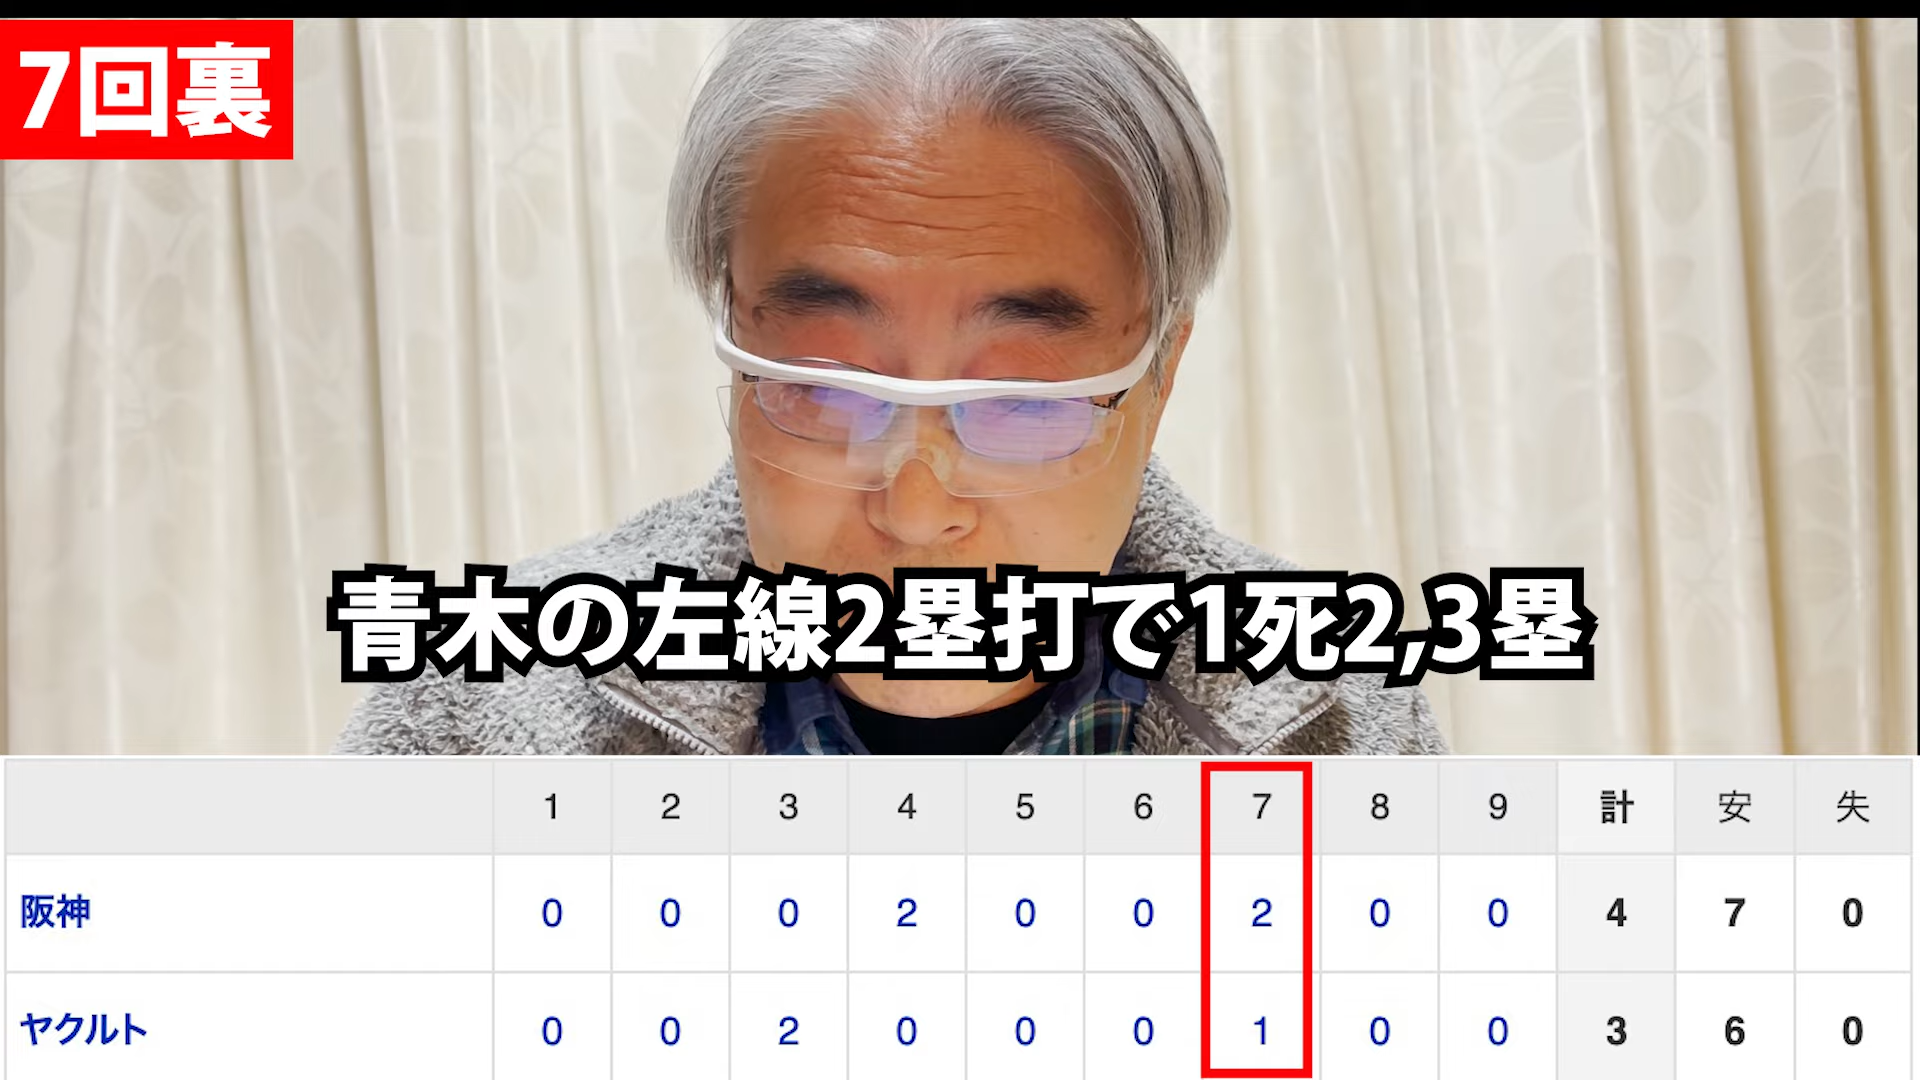 7回裏
青木の左線2塁打で1死2,3塁
1 2 3 4 5 6 7 8 9 計 安 失
阪神 0 0 0 2 0 0 2 0 0 4 7 0
ヤクルト 0 0 2 0 0 0 1 0 0 3 6 0